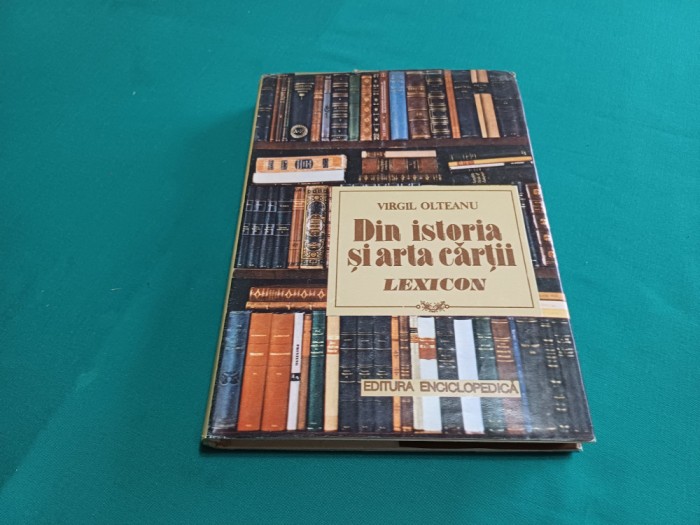 VIRGIL OLTEANU
Din istoria
și arta cărții
LEXICON
EDITURA ENCICLOPEDICĂ